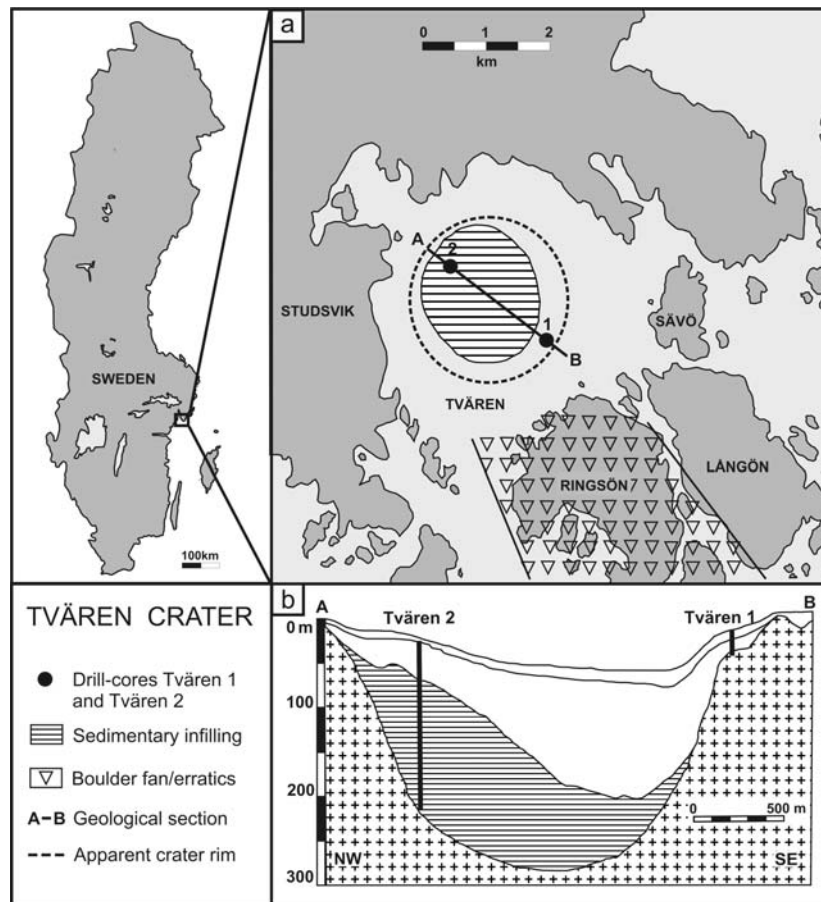 a
0 1 2
km
A
2
STUDSVIK
1
SÄVÖ
B
SWEDEN
TVÄREN
LÅNGÖN
RINGSÖN
100km
TVÄREN CRATER
Drill-cores Tvären 1
and Tvären 2
Sedimentary infilling
Boulder fan/erratics
A-B Geological section
Apparent crater rim
b
A B
Tvären 2 Tvären 1
0 m
100
200
0 500 m
NW SE
300